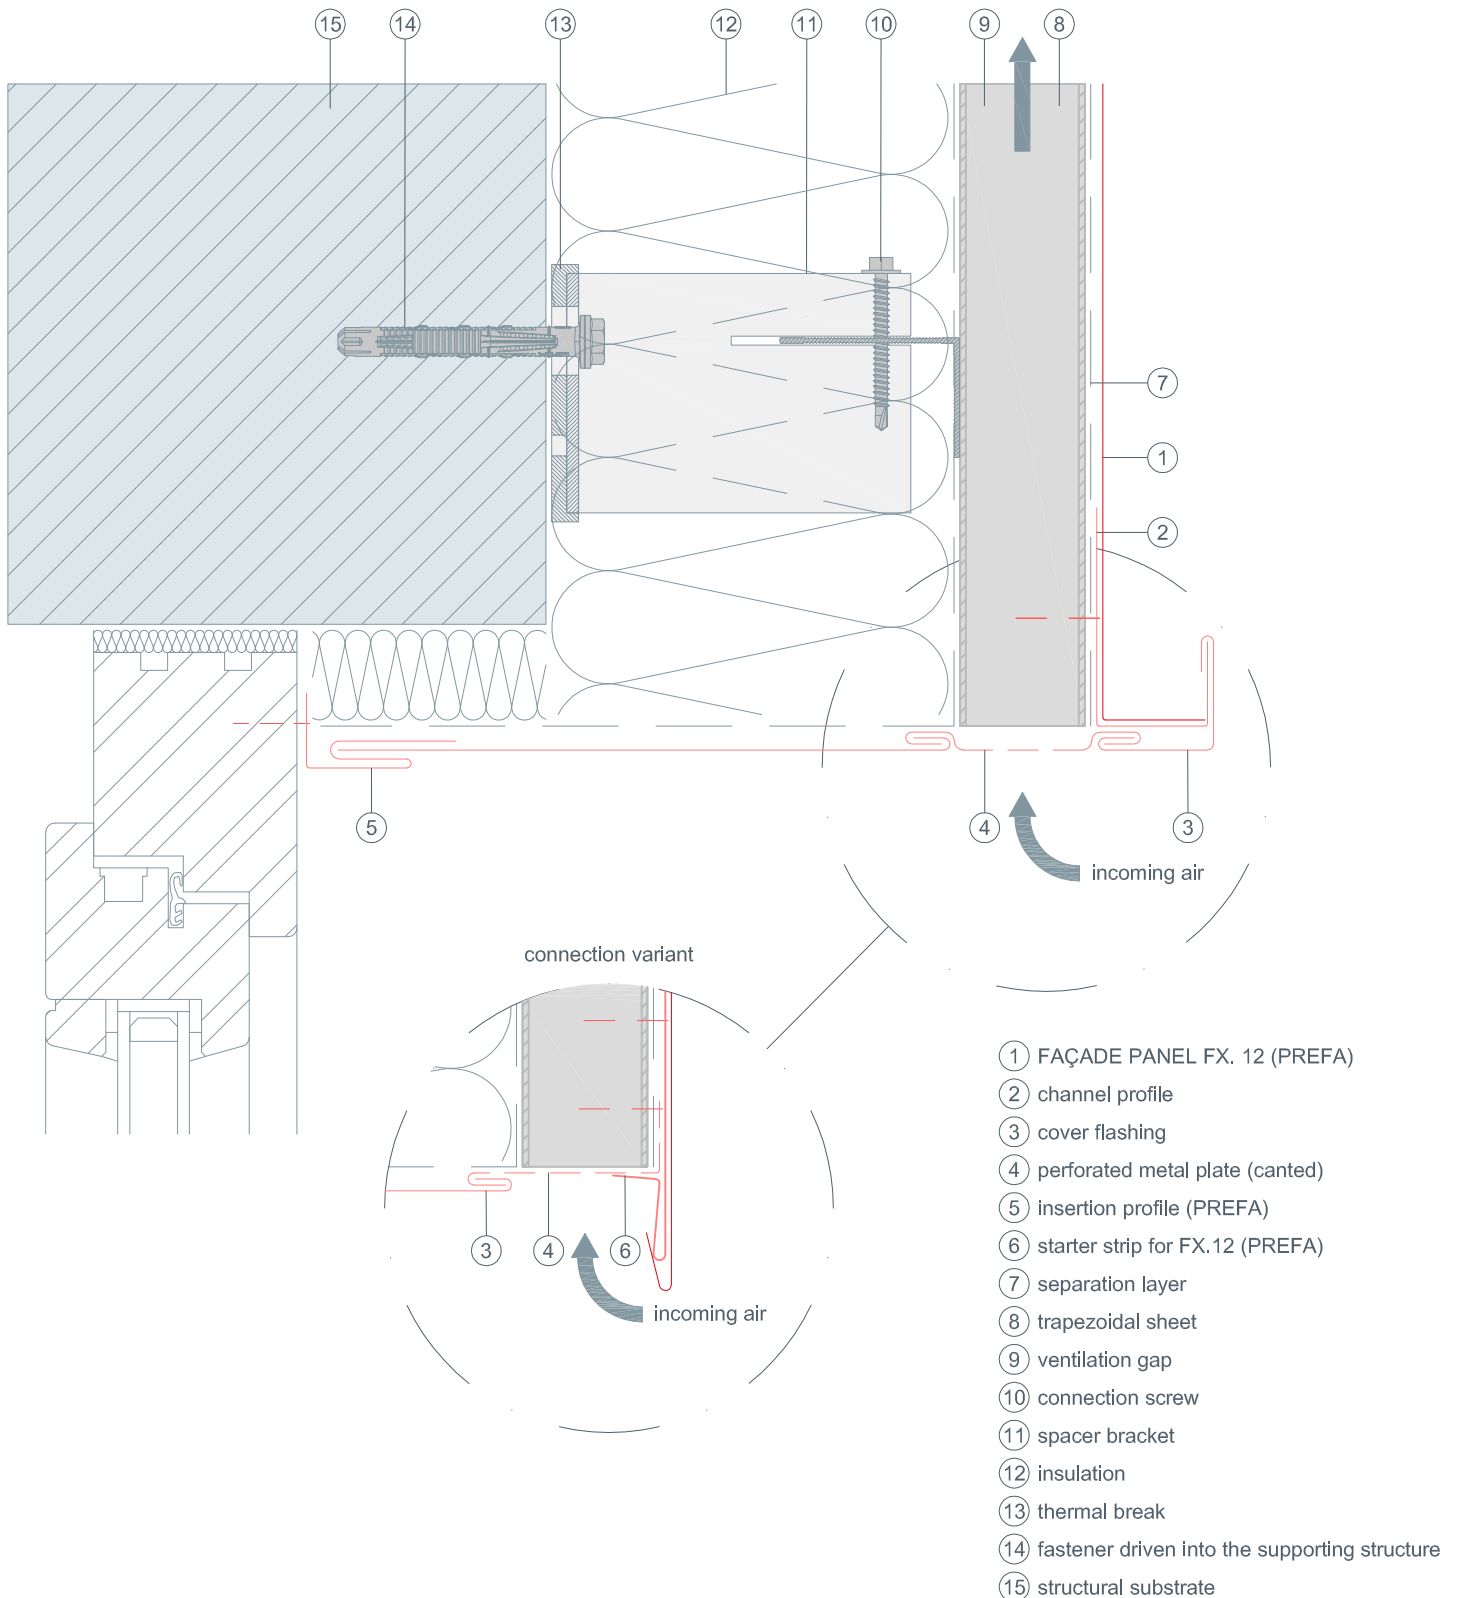 15 14 13 12 11 10 9 8
7
1
2
5 4 3
incoming air
connection variant
3 4 6
incoming air
1 FAÇADE PANEL FX. 12 (PREFA)
2 channel profile
3 cover flashing
4 perforated metal plate (canted)
5 insertion profile (PREFA)
6 starter strip for FX.12 (PREFA)
7 separation layer
8 trapezoidal sheet
9 ventilation gap
10 connection screw
11 spacer bracket
12 insulation
13 thermal break
14 fastener driven into the supporting structure
15 structural substrate